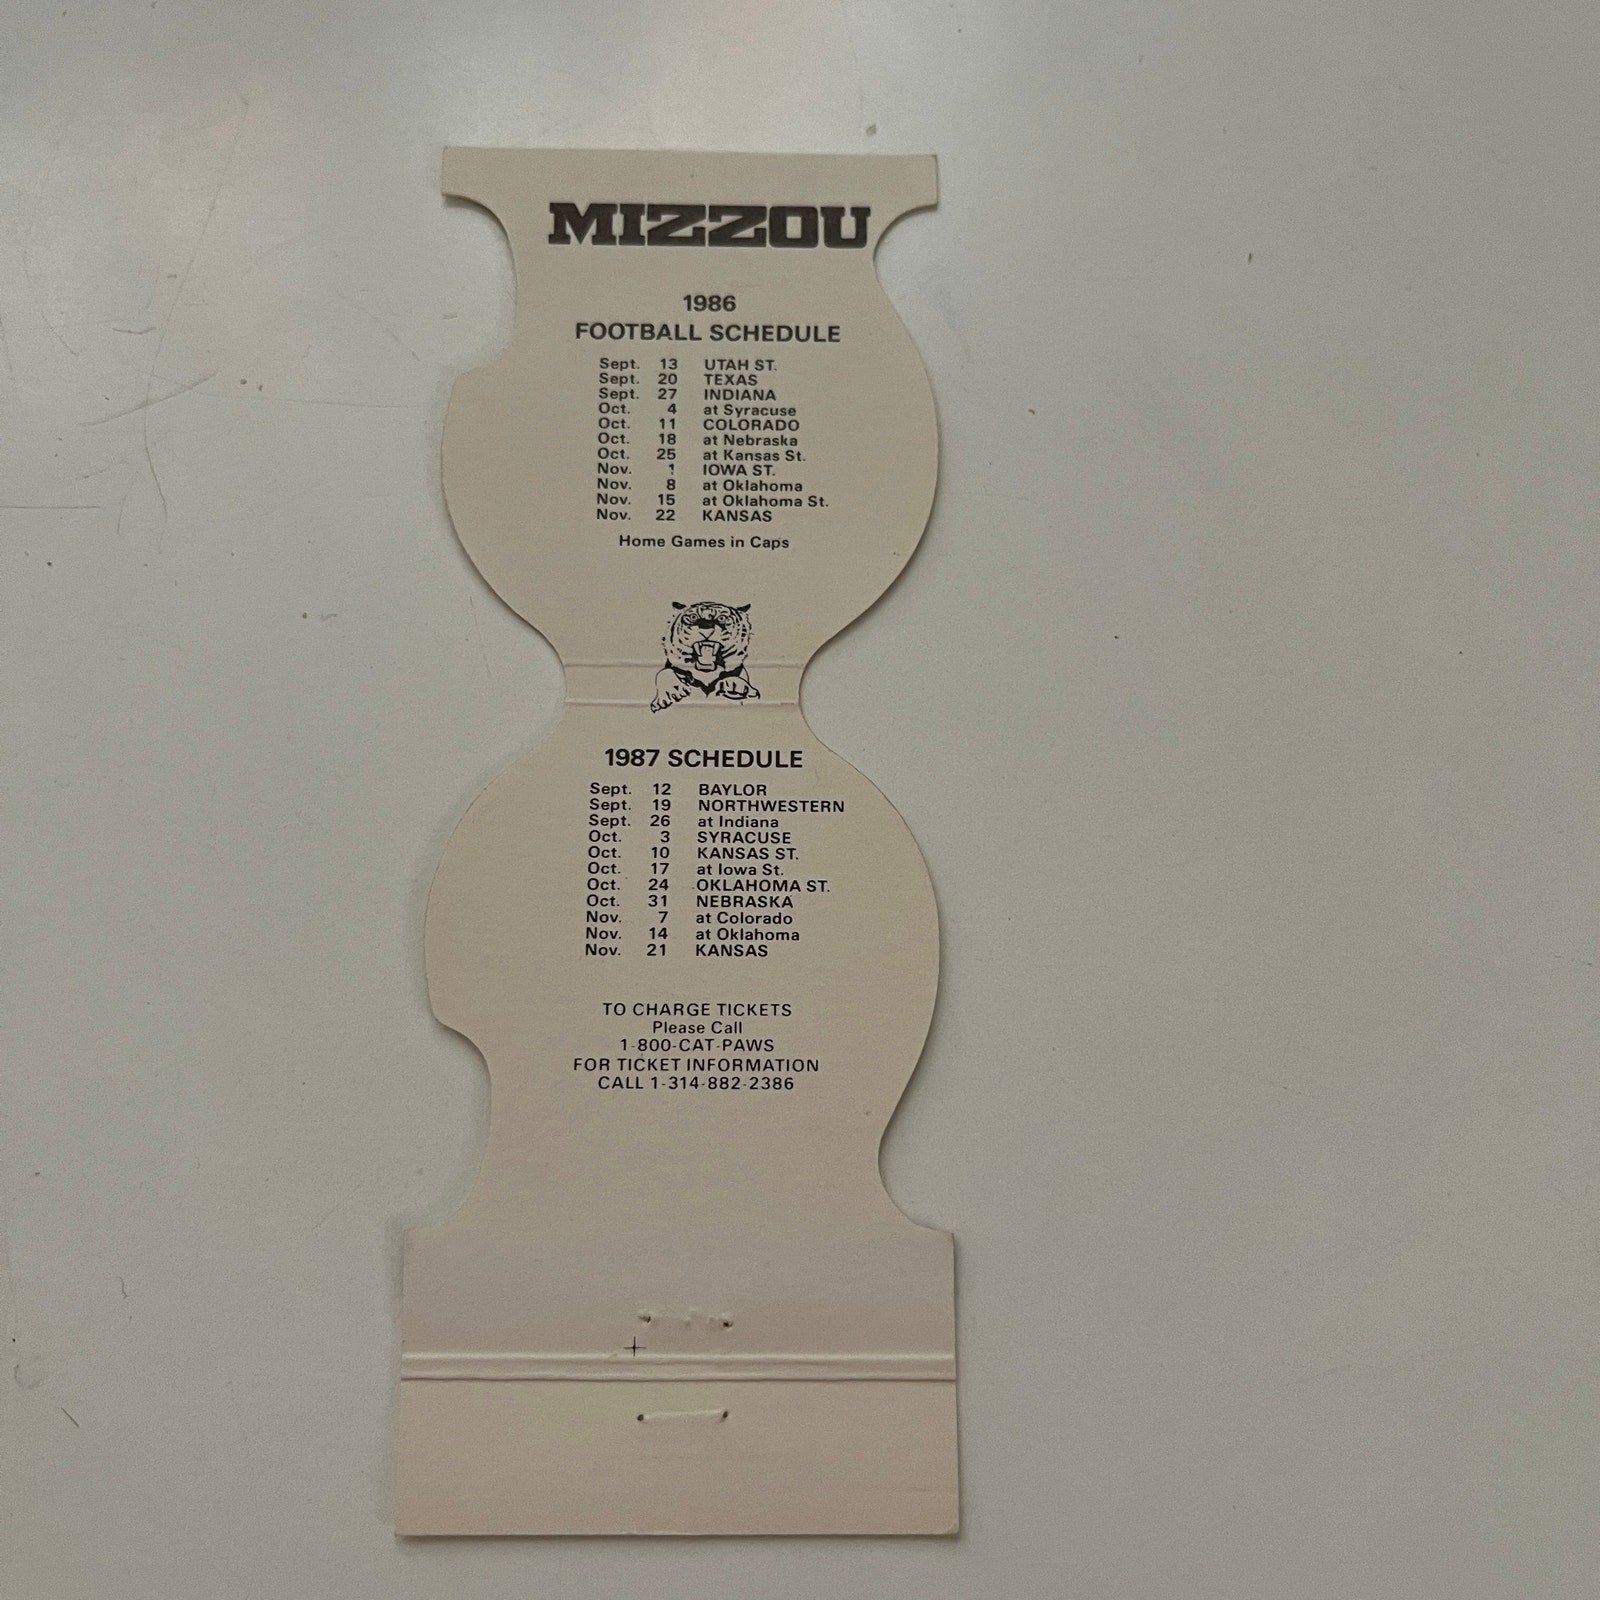 MIZZOU
1986
FOOTBALL SCHEDULE
Sept. 13 UTAH ST.
Sept. 20 TEXAS
Sept. 27 INDIANA
Oct. 4 at Syracuse
Oct. 11 COLORADO
Oct. 18 at Nebraska
Oct. 25 at Kansas St.
Nov. 1 IOWA ST.
Nov. 8 at Oklahoma
Nov. 15 at Oklahoma St.
Nov. 22 KANSAS
Home Games in Caps
1987 SCHEDULE
Sept. 12 BAYLOR
Sept. 19 NORTHWESTERN
Sept. 26 at Indiana
Oct. 3 SYRACUSE
Oct. 10 KANSAS ST.
Oct. 17 at Iowa St.
Oct. 24 OKLAHOMA ST.
Oct. 31 NEBRASKA
Nov. 7 at Colorado
Nov. 14 at Oklahoma
Nov. 21 KANSAS
TO CHARGE TICKETS
Please Call
1-800-CAT-PAWS
FOR TICKET INFORMATION
CALL 1-314-882-2386